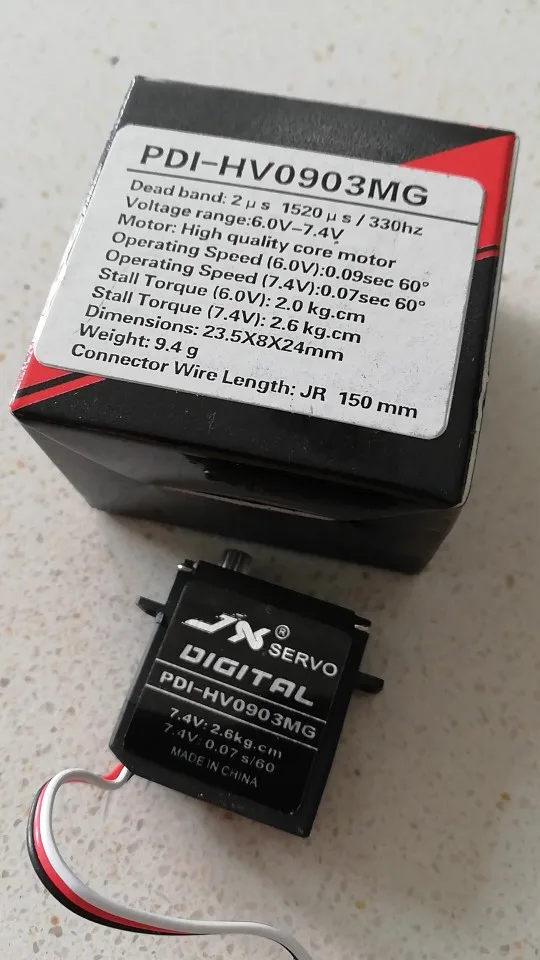 PDI-HV0903MG
Dead band: 2μs 1520μs / 330hz
Voltage range:6.0V-7.4V
Motor: High quality core motor
Operating Speed (6.0V):0.09sec 60°
Operating Speed (7.4V):0.07sec 60°
Stall Torque (6.0V): 2.0 kg.cm
Stall Torque (7.4V): 2.6 kg.cm
Dimensions: 23.5X8X24mm
Weight: 9.4 g
Connector Wire Length: JR 150 mm
JX® SERVO
DIGITAL
PDI-HV0903MG
7.4V: 2.6kg.cm
7.4V: 0.07 s/60
MADE IN CHINA